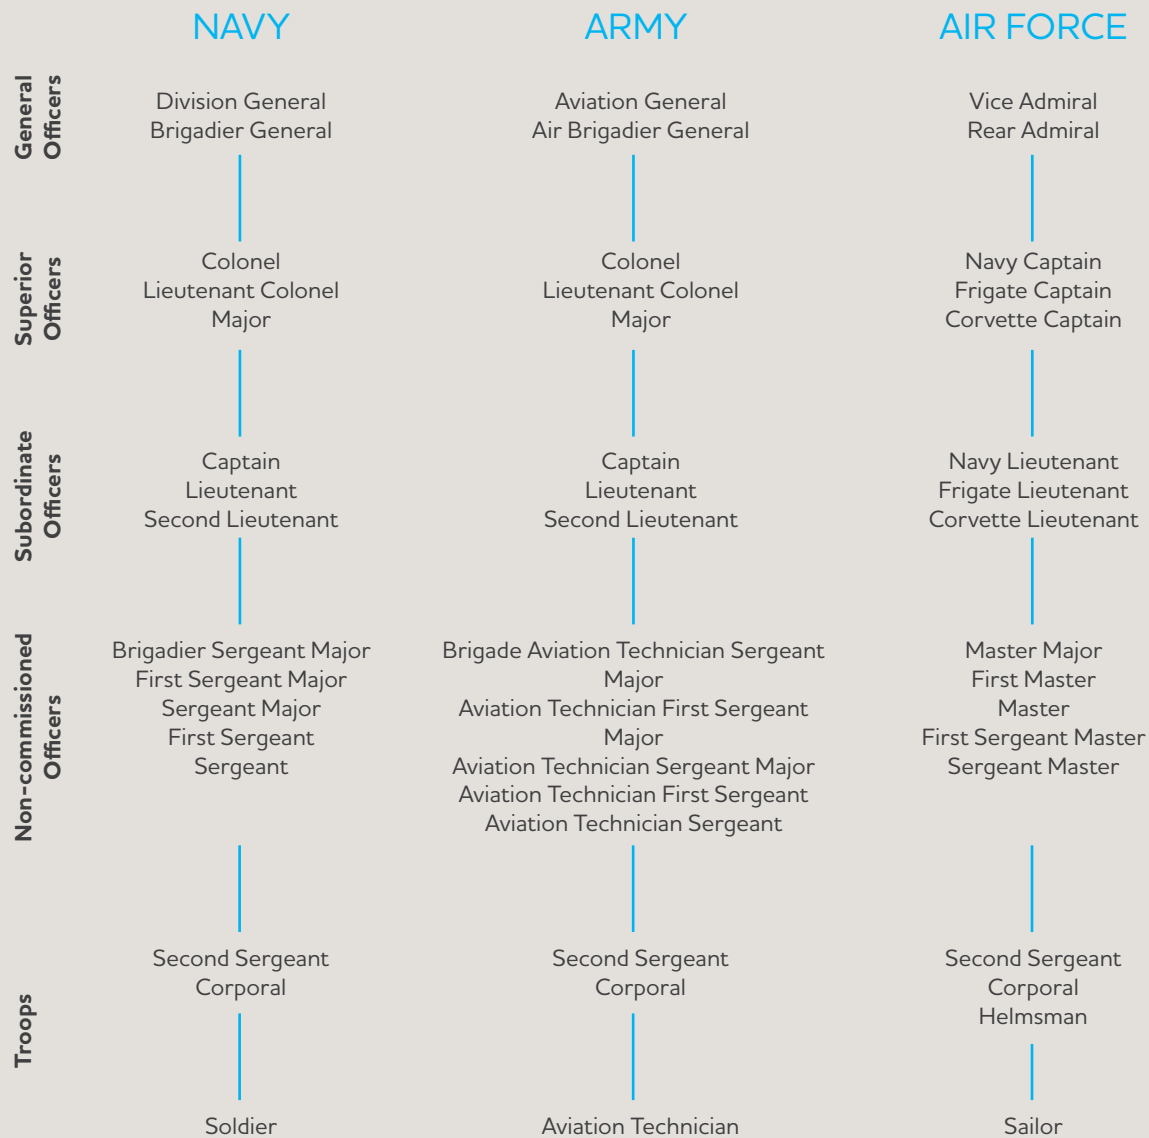 NAVY ARMY AIR FORCE
General
Officers
Division General
Brigadier General
Aviation General
Air Brigadier General
Vice Admiral
Rear Admiral
Superior
Officers
Colonel
Lieutenant Colonel
Major
Colonel
Lieutenant Colonel
Major
Navy Captain
Frigate Captain
Corvette Captain
Subordinate
Officers
Captain
Lieutenant
Second Lieutenant
Captain
Lieutenant
Second Lieutenant
Navy Lieutenant
Frigate Lieutenant
Corvette Lieutenant
Non-commissioned
Officers
Brigadier Sergeant Major
First Sergeant Major
Sergeant Major
First Sergeant
Sergeant
Brigade Aviation Technician Sergeant
Major
Aviation Technician First Sergeant
Major
Aviation Technician Sergeant Major
Aviation Technician First Sergeant
Aviation Technician Sergeant
Master Major
First Master
Master
First Sergeant Master
Sergeant Master
Troops
Second Sergeant
Corporal
Second Sergeant
Corporal
Second Sergeant
Corporal
Helmsman
Soldier
Aviation Technician
Sailor